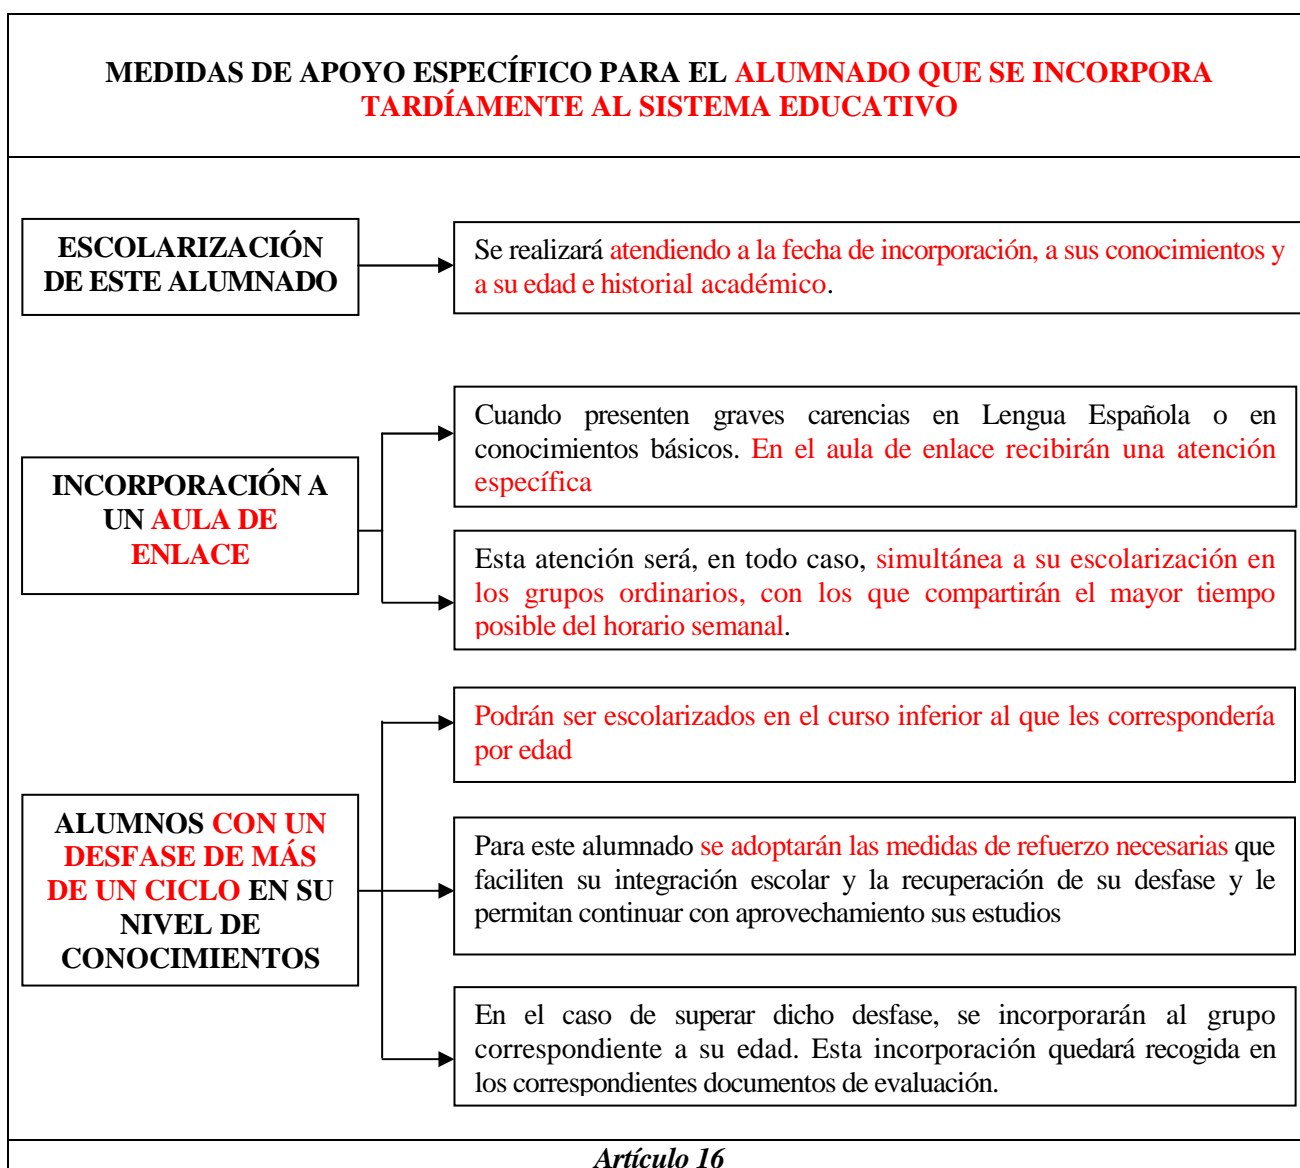 MEDIDAS DE APOYO ESPECÍFICO PARA EL ALUMNADO QUE SE INCORPORA
TARDÍAMENTE AL SISTEMA EDUCATIVO
ESCOLARIZACIÓN
DE ESTE ALUMNADO
Se realizará atendiendo a la fecha de incorporación, a sus conocimientos y
a su edad e historial académico.
INCORPORACIÓN A
UN AULA DE
ENLACE
Cuando presenten graves carencias en Lengua Española o en
conocimientos básicos. En el aula de enlace recibirán una atención
específica
Esta atención será, en todo caso, simultánea a su escolarización en
los grupos ordinarios, con los que compartirán el mayor tiempo
posible del horario semanal.
ALUMNOS CON UN
DESFASE DE MÁS
DE UN CICLO EN SU
NIVEL DE
CONOCIMIENTOS
Podrán ser escolarizados en el curso inferior al que les correspondería
por edad
Para este alumnado se adoptarán las medidas de refuerzo necesarias que
faciliten su integración escolar y la recuperación de su desfase y le
permitan continuar con aprovechamiento sus estudios
En el caso de superar dicho desfase, se incorporarán al grupo
correspondiente a su edad. Esta incorporación quedará recogida en
los correspondientes documentos de evaluación.
Artículo 16